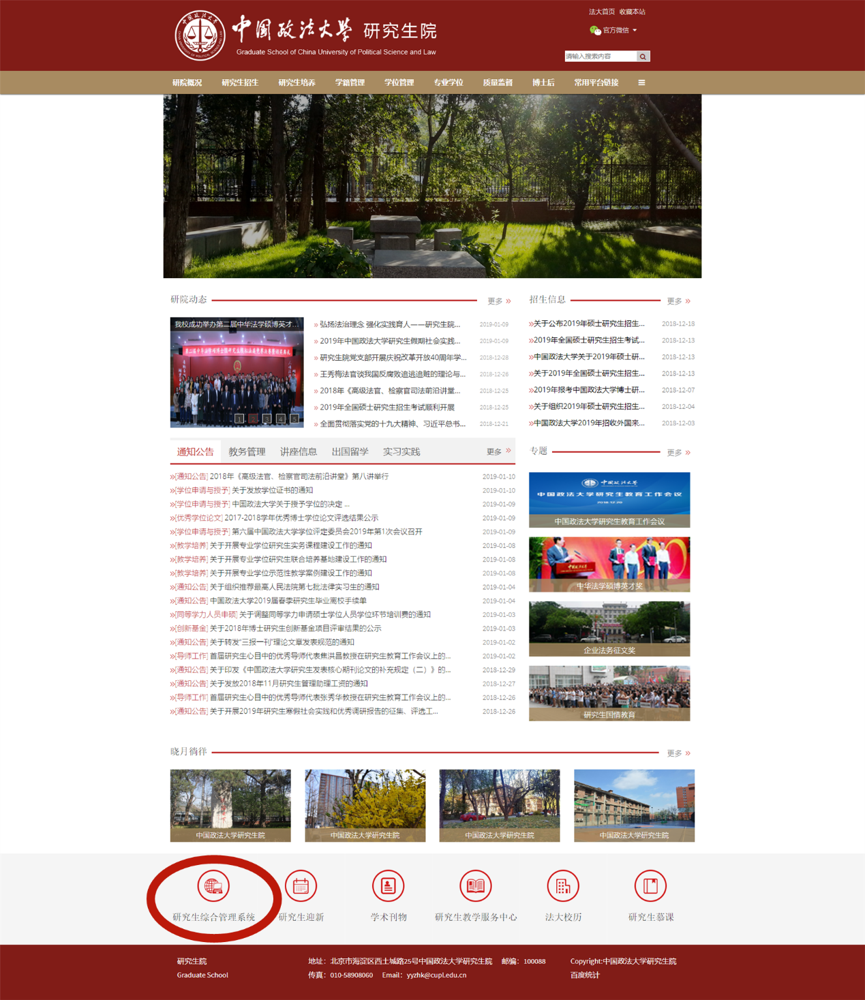 法大首页 收藏本站
官方微信
中国政法大学 研究生院
Graduate School of China University of Political Science and Law
请输入搜索内容
研院概况 研究生招生 研究生培养 学籍管理 学位管理 专业学位 质量监督 博士后 常用平台链接
研院动态 更多 »
我校成功举办第二届中华法学硕博英才...
1 2 3 4 5
» 弘扬法治理念 强化实践育人——研究生院... 2019-01-09
» 2019年中国政法大学研究生假期社会实践... 2019-01-09
» 研究生院党支部开展庆祝改革开放40周年学... 2018-12-28
» 王秀梅法官谈我国反腐败追逃追赃的理论与... 2018-12-26
» 2018年《高级法官、检察官司法前沿讲堂... 2018-12-25
» 2019年全国硕士研究生招生考试顺利开展 2018-12-25
» 全面贯彻落实党的十九大精神、习近平总书... 2018-12-21
招生信息 更多 »
»关于公布2019年硕士研究生招生... 2018-12-18
»2019年全国硕士研究生招生考试... 2018-12-13
»中国政法大学关于2019年硕士研... 2018-12-13
»关于2019年全国硕士研究生招生... 2018-12-13
»2019年报考中国政法大学博士研... 2018-12-07
»关于组织2019年硕士研究生招生... 2018-12-04
»中国政法大学2019年招收外国来... 2018-12-03
通知公告 教务管理 讲座信息 出国留学 实习实践 更多 »
»[通知公告] 2018年《高级法官、检察官司法前沿讲堂》第八讲举行 2019-01-10
»[学位申请与授予] 关于发放学位证书的通知 2019-01-10
»[学位申请与授予] 中国政法大学关于授予学位的决定 ... 2019-01-09
»[优秀学位论文] 2017-2018学年优秀博士学位论文评选结果公示 2019-01-09
»[学位申请与授予] 第六届中国政法大学学位评定委员会2019年第1次会议召开 2019-01-09
»[教学培养] 关于开展专业学位研究生实务课程建设工作的通知 2019-01-08
»[教学培养] 关于开展专业学位研究生联合培养基地建设工作的通知 2019-01-08
»[教学培养] 关于开展专业学位示范性教学案例建设工作的通知 2019-01-08
»[通知公告] 关于组织推荐最高人民法院第七批法律实习生的通知 2019-01-04
»[通知公告] 中国政法大学2019届春季研究生毕业离校手续单 2019-01-04
»[同等学力人员申硕] 关于调整同等学力申请硕士学位人员学位环节培训费的通知 2019-01-03
»[创新基金] 关于2018年博士研究生创新基金项目评审结果的公示 2019-01-03
»[通知公告] 关于转发“三报一刊”理论文章发表规范的通知 2019-01-02
»[导师工作] 首届研究生心目中的优秀导师代表焦洪昌教授在研究生教育工作会议上的... 2019-01-02
»[通知公告] 关于印发《中国政法大学研究生发表核心期刊论文的补充规定（二）》的... 2018-12-29
»[通知公告] 关于发放2018年11月研究生管理助理工资的通知 2018-12-27
»[导师工作] 首届研究生心目中的优秀导师代表张秀华教授在研究生教育工作会议上的... 2018-12-26
»[通知公告] 关于开展2019年研究生寒假社会实践和优秀调研报告的征集、评选工... 2018-12-26
专题 更多 »
中国政法大学
中国政法大学研究生教育工作会议
2018.12.20
中国政法大学研究生教育工作会议
中国政法大学
中华法学硕博英才奖
企业法务征文奖
研究生国情教育
晓月徜徉 更多 »
中国政法大学研究生院 中国政法大学研究生院 中国政法大学研究生院 中国政法大学研究生院
研究生综合管理系统 研究生迎新 学术刊物 研究生教学服务中心 法大校历 研究生慕课
研究生院 地址：北京市海淀区西土城路25号中国政法大学研究生院 邮编：100088 Copyright:中国政法大学研究生院
Graduate School 传真：010-58908060 Email：yyzhk@cupl.edu.cn 百度统计